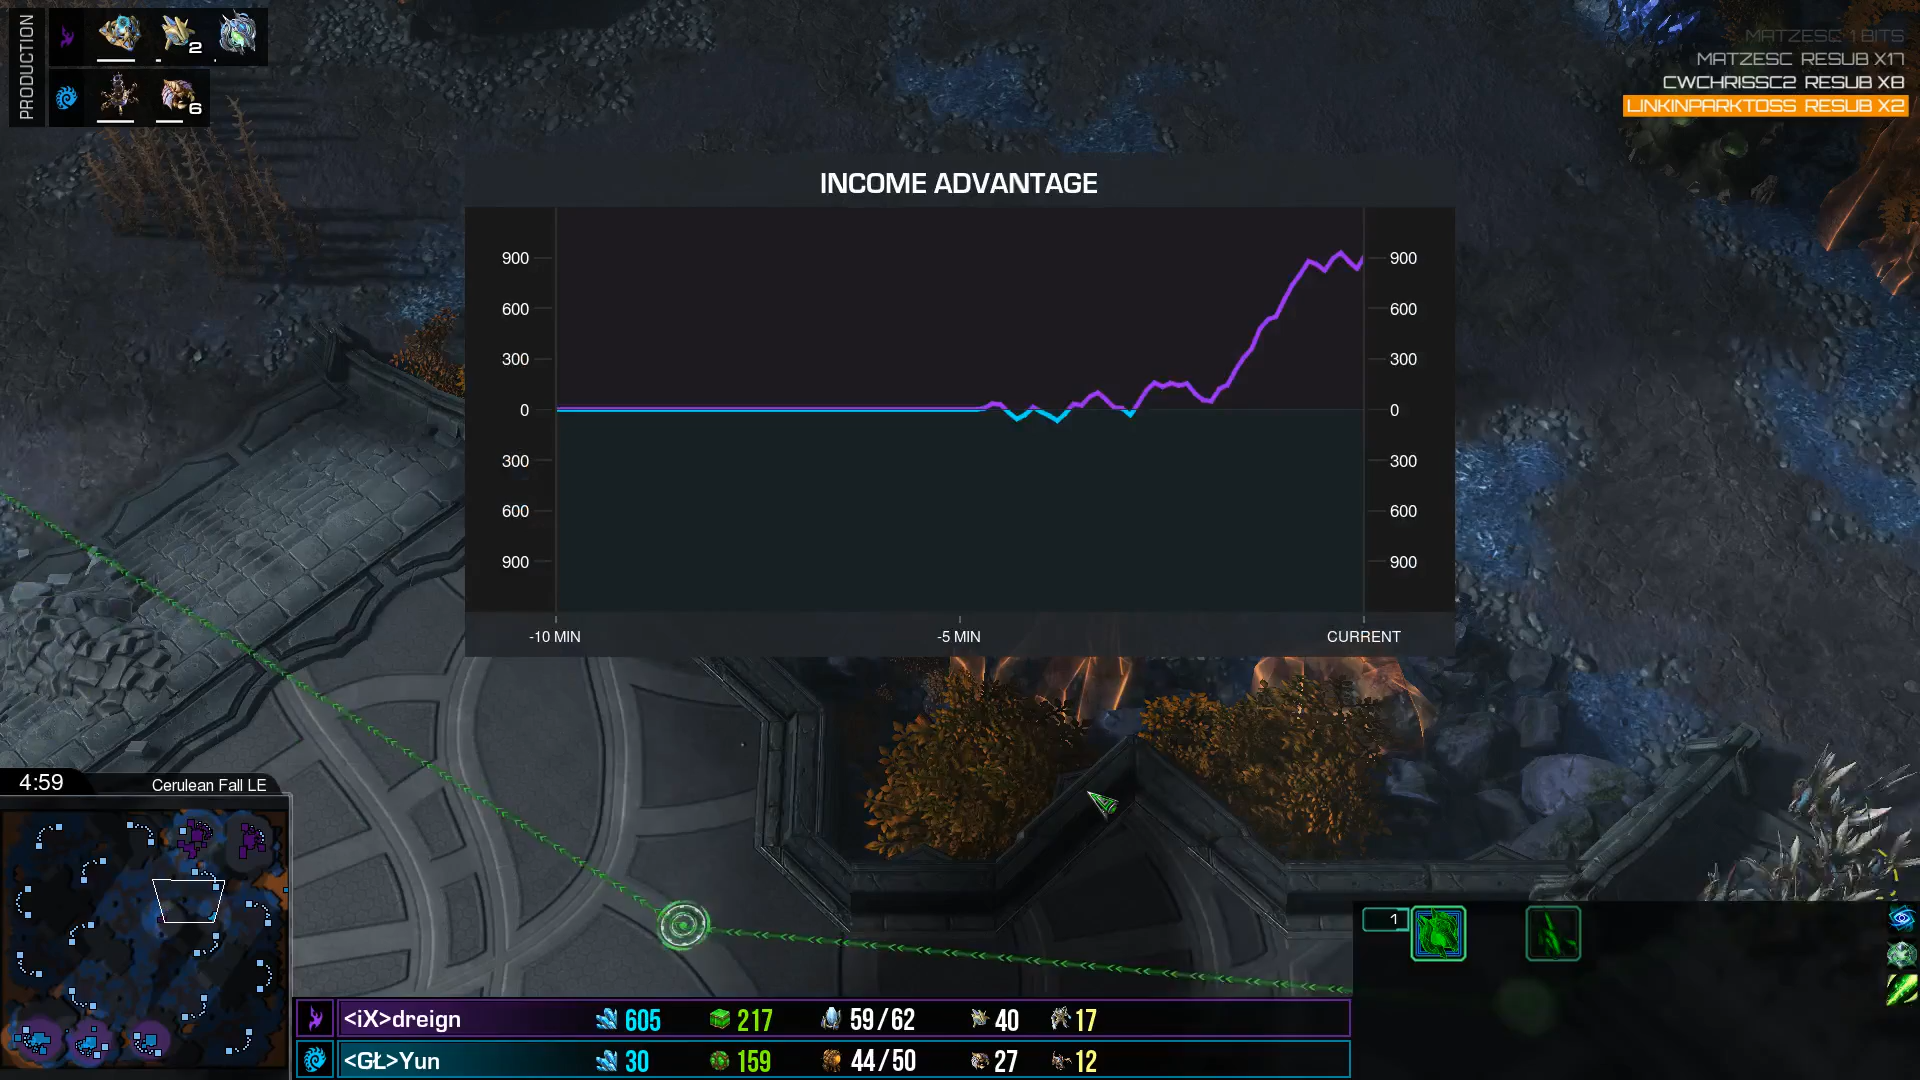 PRODUCTION
2
6
MATZESC 1 BITS
MATZESC RESUB X17
CWCHRISSC2 RESUB X8
LINKINPARKTOSS RESUB X2
INCOME ADVANTAGE
900 900
600 600
300 300
0 0
300 300
600 600
900 900
-10 MIN -5 MIN CURRENT
4:59 Cerulean Fall LE
1
<iX>dreign 605 217 59/62 40 17
<GŁ>Yun 30 159 44/50 27 12